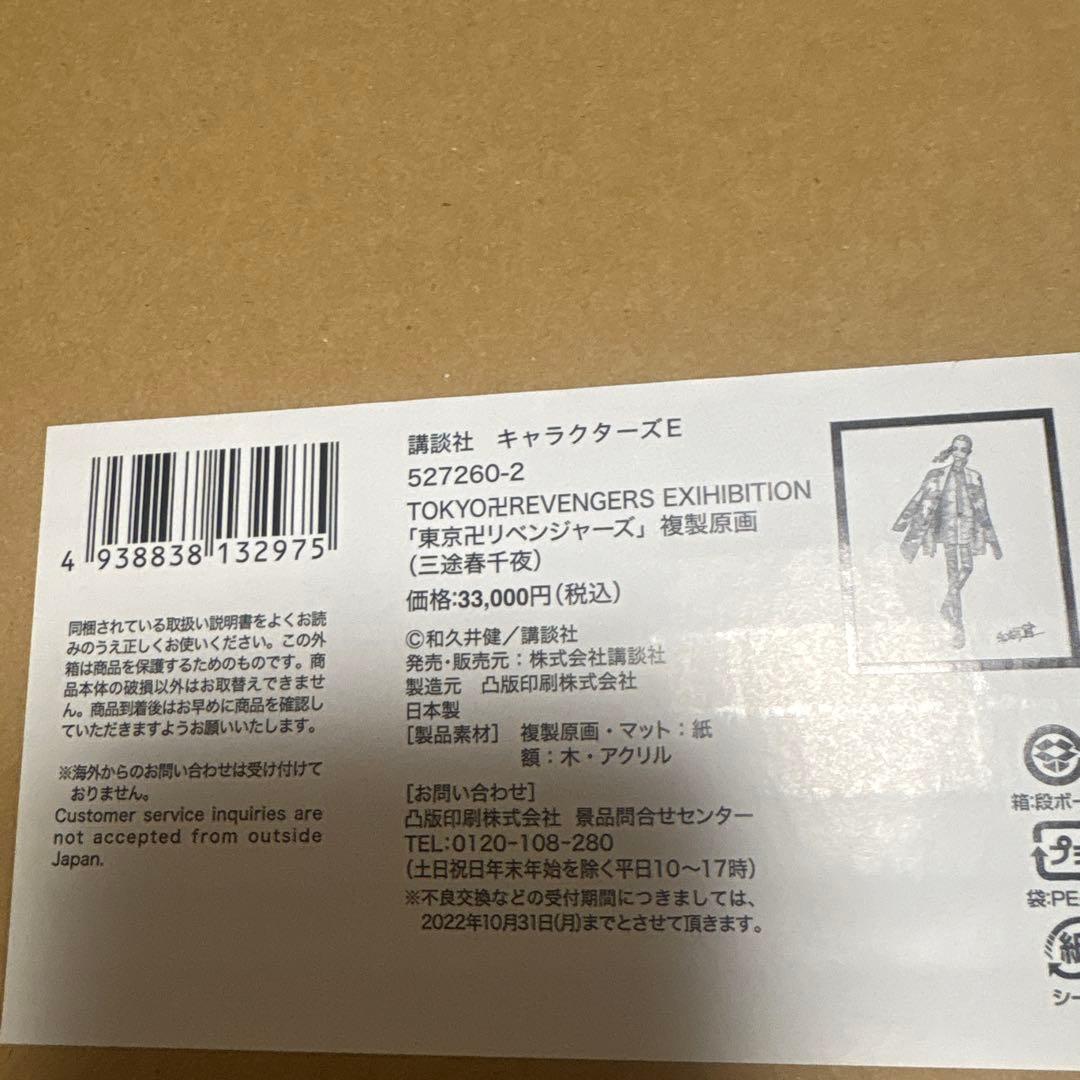 講談社 キャラクターズE
527260-2
TOKYO卍REVENGERS EXIHIBITION
「東京卍リベンジャーズ」複製原画
(三途春千夜)
価格:33,000円(税込)
©和久井健/講談社
発売・販売元:株式会社講談社
製造元 凸版印刷株式会社
日本製
[製品素材] 複製原画・マット:紙
額:木・アクリル
[お問い合わせ]
凸版印刷株式会社 景品問合せセンター
TEL:0120-108-280
(土日祝日年末年始を除く平日10～17時)
※不良交換などの受付期間につきましては、
2022年10月31日(月)までとさせて頂きます。
4 938838 132975
同梱されている取扱い説明書をよくお読
みのうえ正しくお使いください。この外
箱は商品を保護するためのものです。商
品本体の破損以外はお取替えできませ
ん。商品到着後はお早めに商品を確認し
ていただきますようお願いいたします。
※海外からのお問い合わせは受け付けて
おりません。
Customer service inquiries are
not accepted from outside
Japan.
箱:段ボー
プ
袋:PE
紙
シー